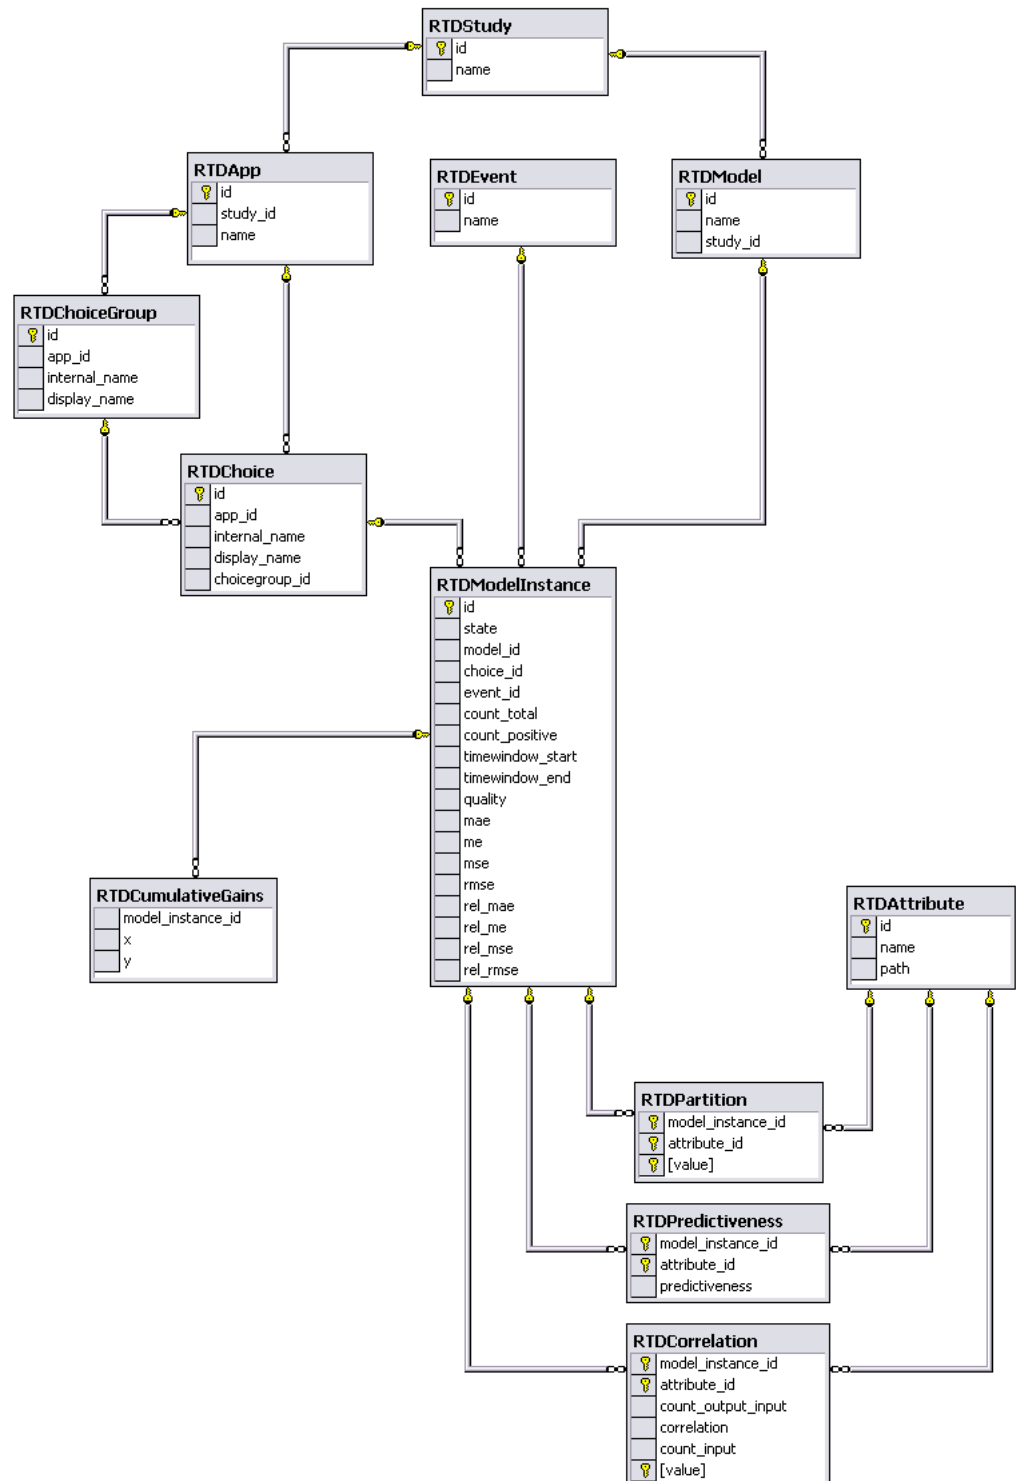 RTDStudy
id
name
RTDApp
id
study_id
name
RTDEvent
id
name
RTDModel
id
name
study_id
RTDChoiceGroup
id
app_id
internal_name
display_name
RTDChoice
id
app_id
internal_name
display_name
choicegroup_id
RTDModelInstance
id
state
model_id
choice_id
event_id
count_total
count_positive
timewindow_start
timewindow_end
quality
mae
me
mse
rmse
rel_mae
rel_me
rel_mse
rel_rmse
RTDCumulativeGains
model_instance_id
x
y
RTDAttribute
id
name
path
RTDPartition
model_instance_id
attribute_id
[value]
RTDPredictiveness
model_instance_id
attribute_id
predictiveness
RTDCorrelation
model_instance_id
attribute_id
count_output_input
correlation
count_input
[value]